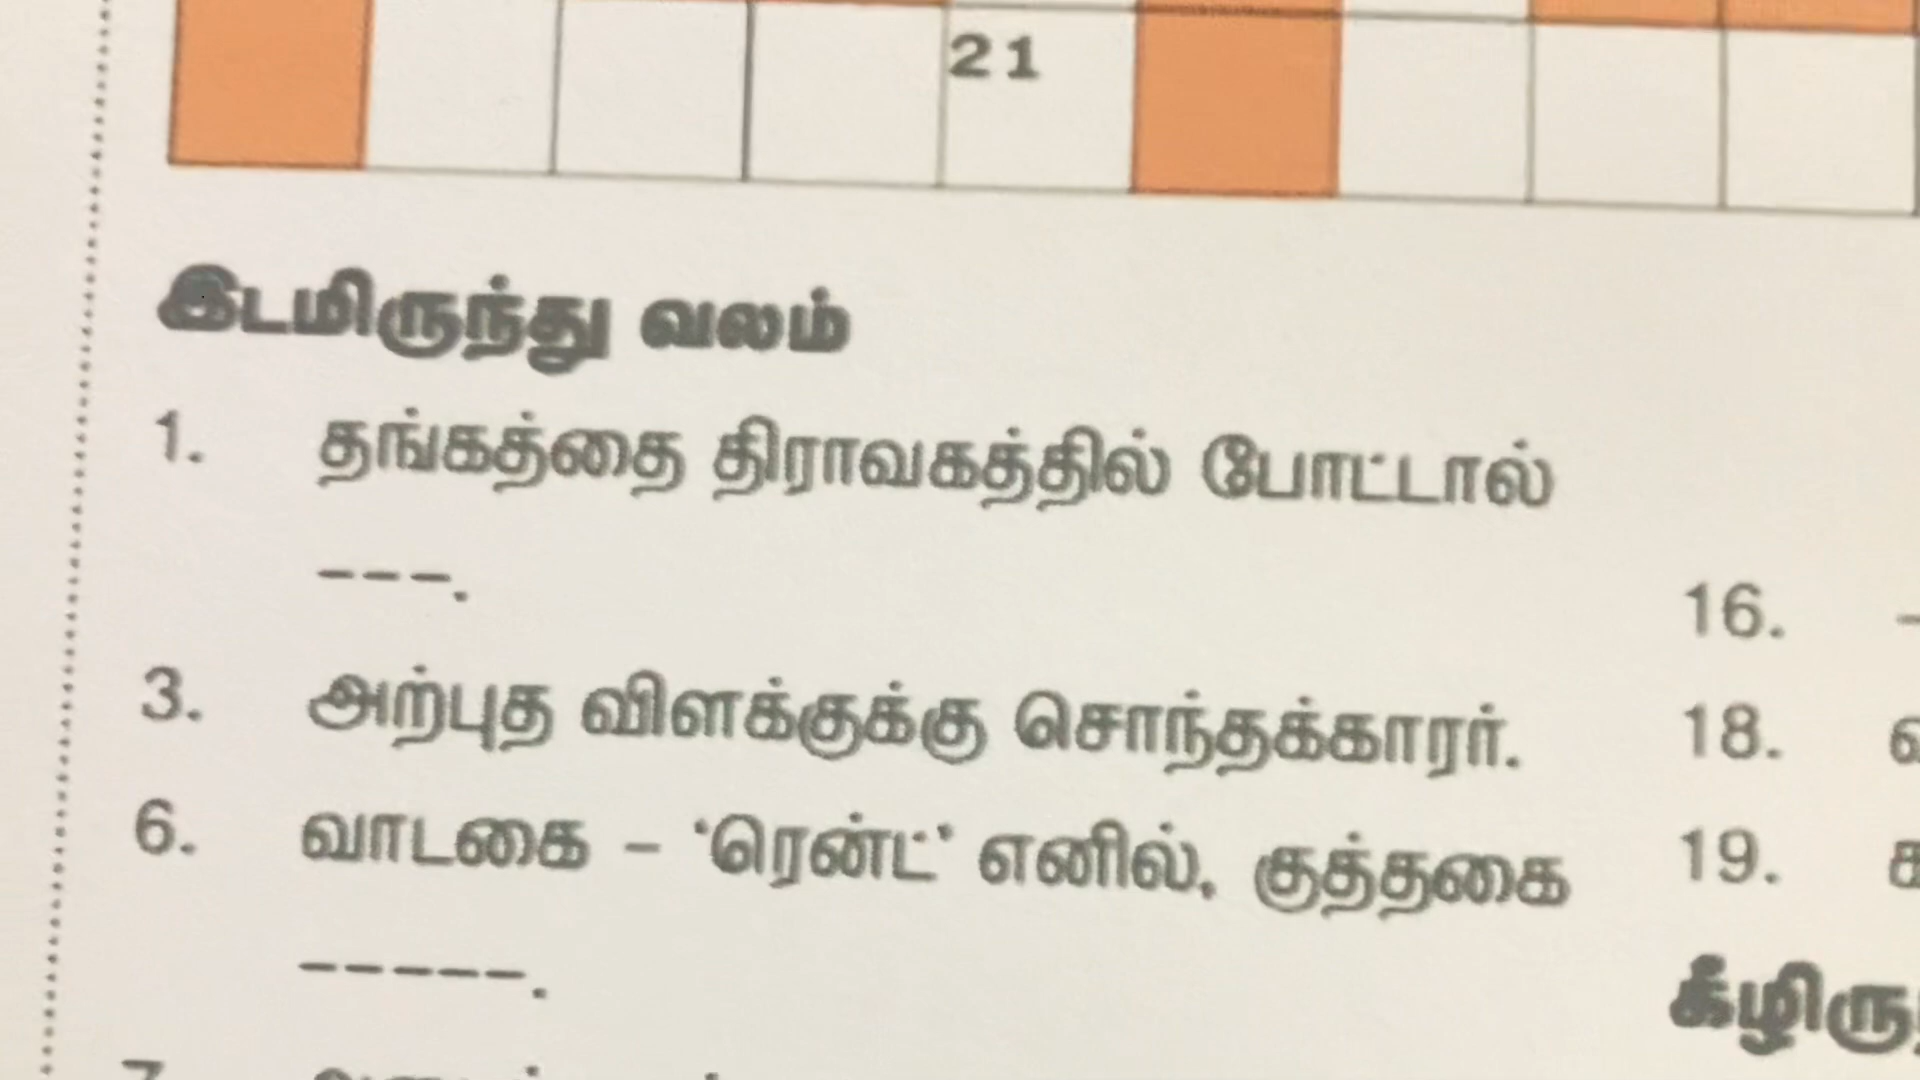 21
இடமிருந்து வலம்
1. தங்கத்தை திராவகத்தில் போட்டால்
---.
3. அற்புத விளக்குக்கு சொந்தக்காரர்.
6. வாடகை - 'ரென்ட்' எனில், குத்தகை
-----.
7.
16.
18.
19.
கீழிரு